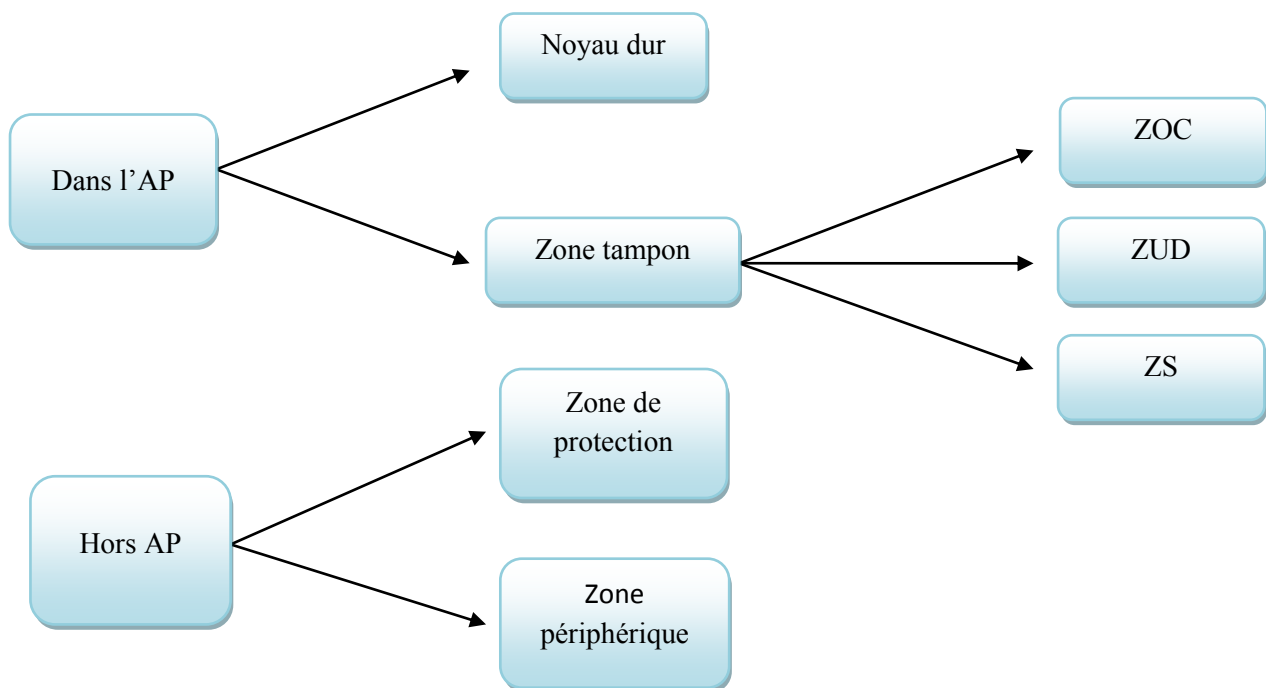 Noyau dur
Dans l’AP
ZOC
Zone tampon
ZUD
ZS
Zone de
protection
Hors AP
Zone
périphérique